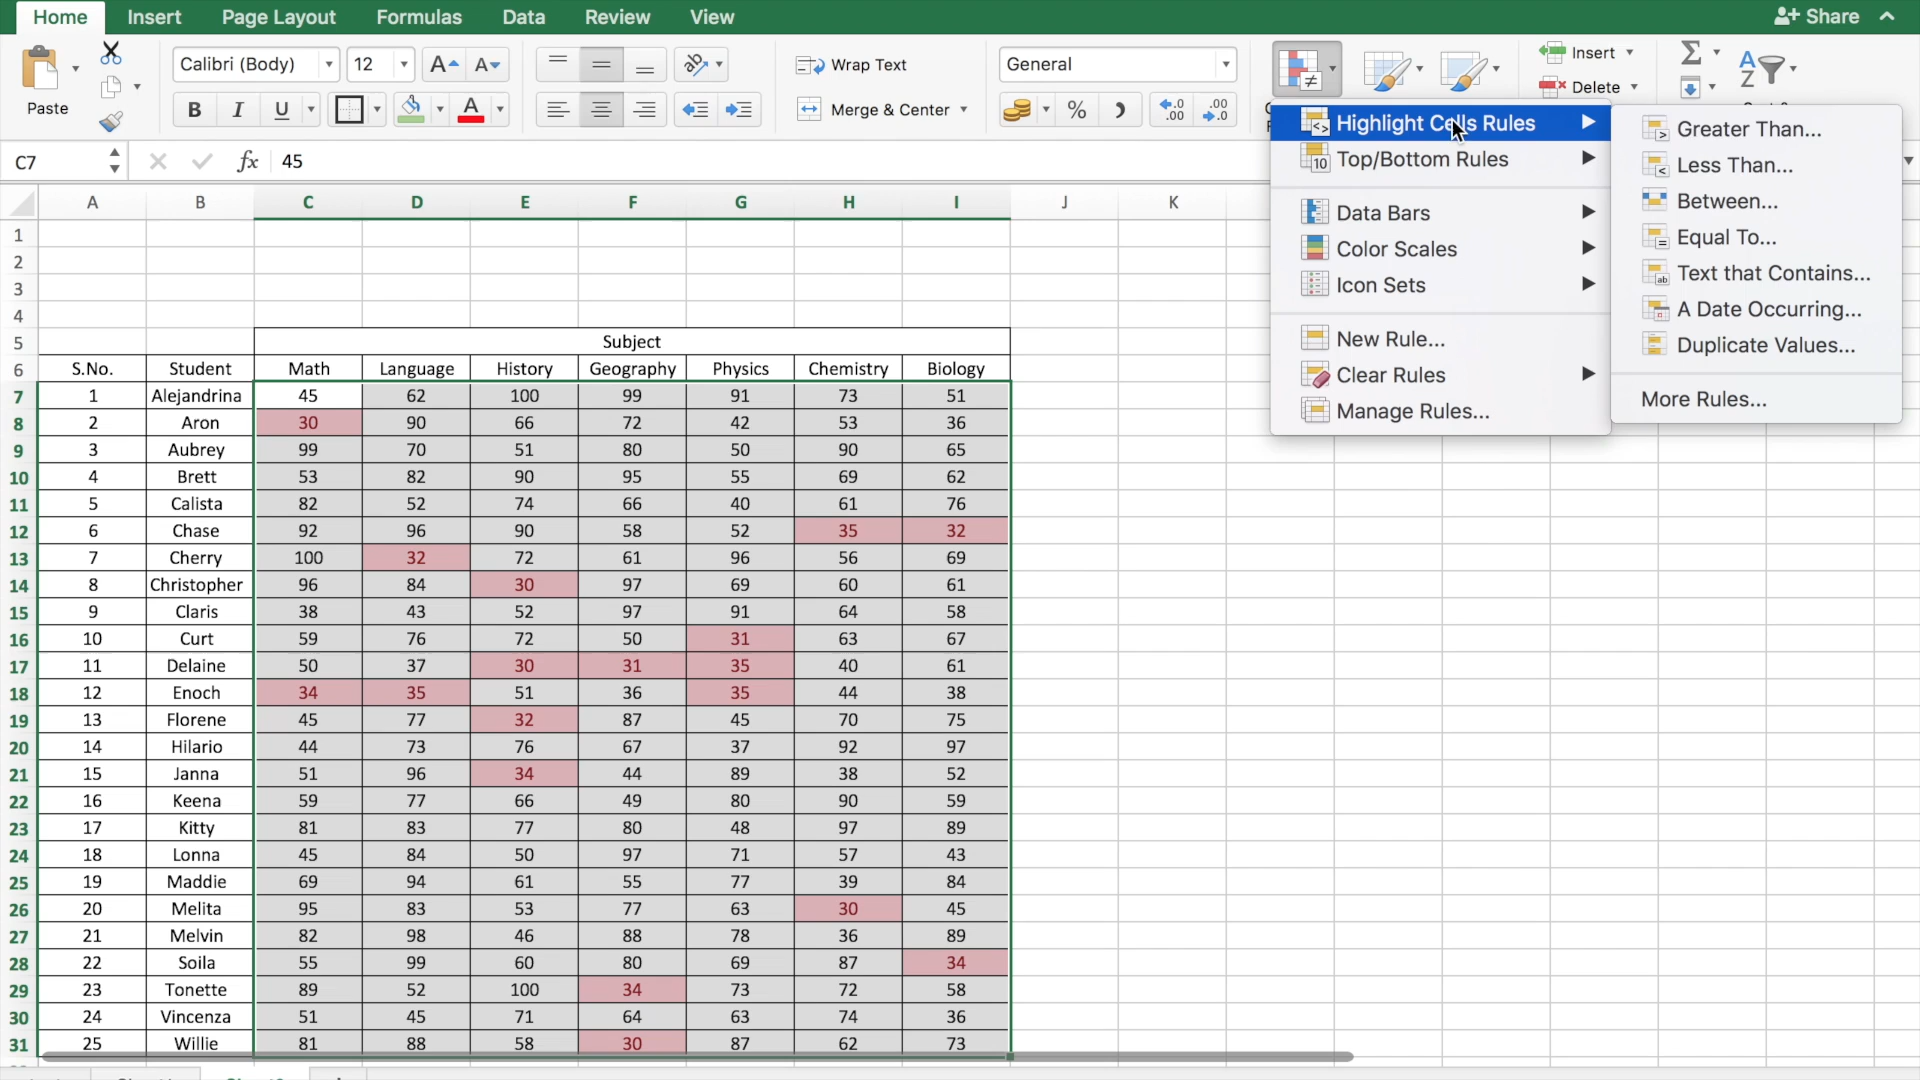 Home Insert Page Layout Formulas Data Review View Share
Calibri (Body) 12 A A ab Wrap Text General Insert Σ A Z
Paste B I U A Merge & Center % .0 .00 .00 .0 Delete
C7 fx 45
Highlight Cells Rules
Top/Bottom Rules
Data Bars
Color Scales
Icon Sets
New Rule...
Clear Rules
Manage Rules...
Greater Than...
Less Than...
Between...
Equal To...
Text that Contains...
A Date Occurring...
Duplicate Values...
More Rules...
A B C D E F G H I J K
1
2
3
4
5 Subject
6 S.No. Student Math Language History Geography Physics Chemistry Biology
7 1 Alejandrina 45 62 100 99 91 73 51
8 2 Aron 30 90 66 72 42 53 36
9 3 Aubrey 99 70 51 80 50 90 65
10 4 Brett 53 82 90 95 55 69 62
11 5 Calista 82 52 74 66 40 61 76
12 6 Chase 92 96 90 58 52 35 32
13 7 Cherry 100 32 72 61 96 56 69
14 8 Christopher 96 84 30 97 69 60 61
15 9 Claris 38 43 52 97 91 64 58
16 10 Curt 59 76 72 50 31 63 67
17 11 Delaine 50 37 30 31 35 40 61
18 12 Enoch 34 35 51 36 35 44 38
19 13 Florene 45 77 32 87 45 70 75
20 14 Hilario 44 73 76 67 37 92 97
21 15 Janna 51 96 34 44 89 38 52
22 16 Keena 59 77 66 49 80 90 59
23 17 Kitty 81 83 77 80 48 97 89
24 18 Lonna 45 84 50 97 71 57 43
25 19 Maddie 69 94 61 55 77 39 84
26 20 Melita 95 83 53 77 63 30 45
27 21 Melvin 82 98 46 88 78 36 89
28 22 Soila 55 99 60 80 69 87 34
29 23 Tonette 89 52 100 34 73 72 58
30 24 Vincenza 51 45 71 64 63 74 36
31 25 Willie 81 88 58 30 87 62 73